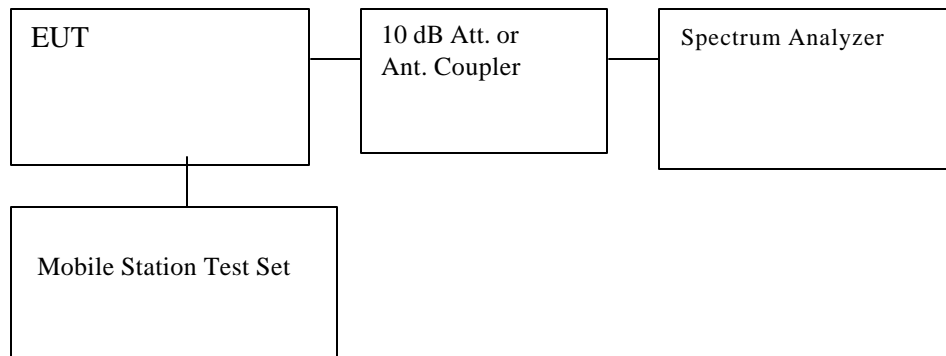 EUT
10 dB Att. or
Ant. Coupler
Spectrum Analyzer
Mobile Station Test Set